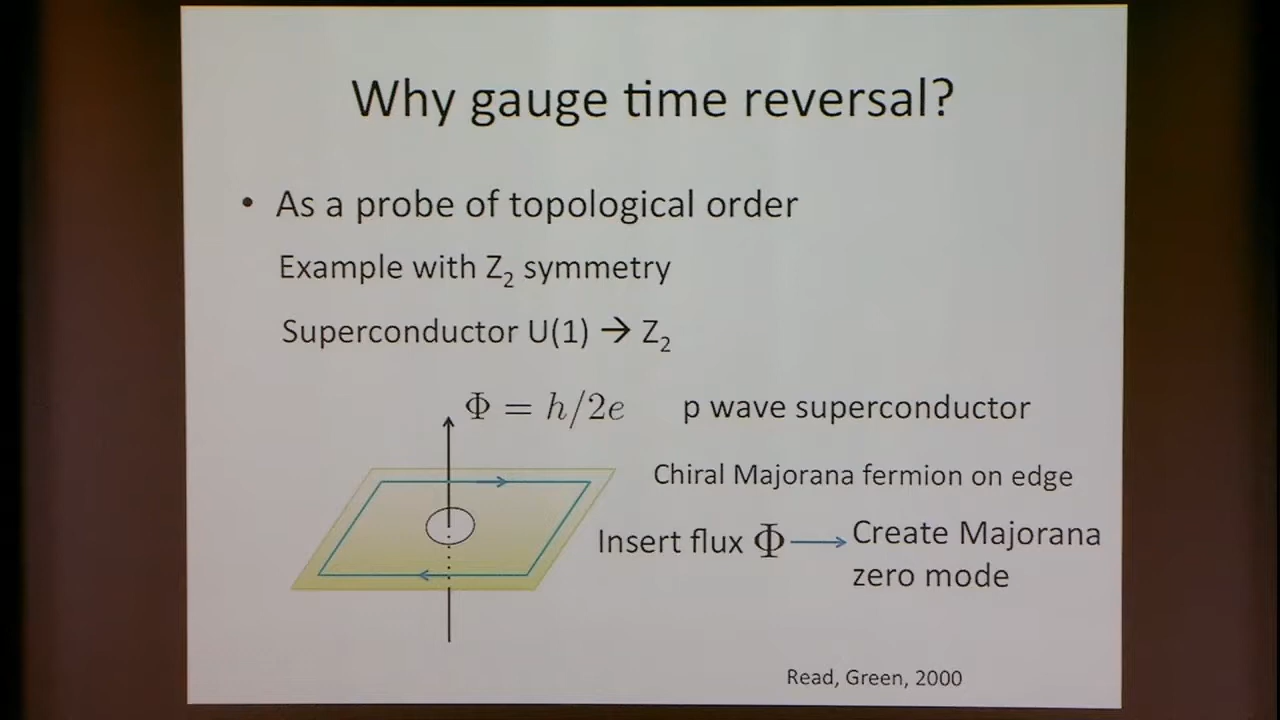 Why gauge time reversal?
• As a probe of topological order
Example with Z₂ symmetry
Superconductor U(1) → Z₂
Φ = h/2e
p wave superconductor
Chiral Majorana fermion on edge
Insert flux Φ → Create Majorana
zero mode
Read, Green, 2000